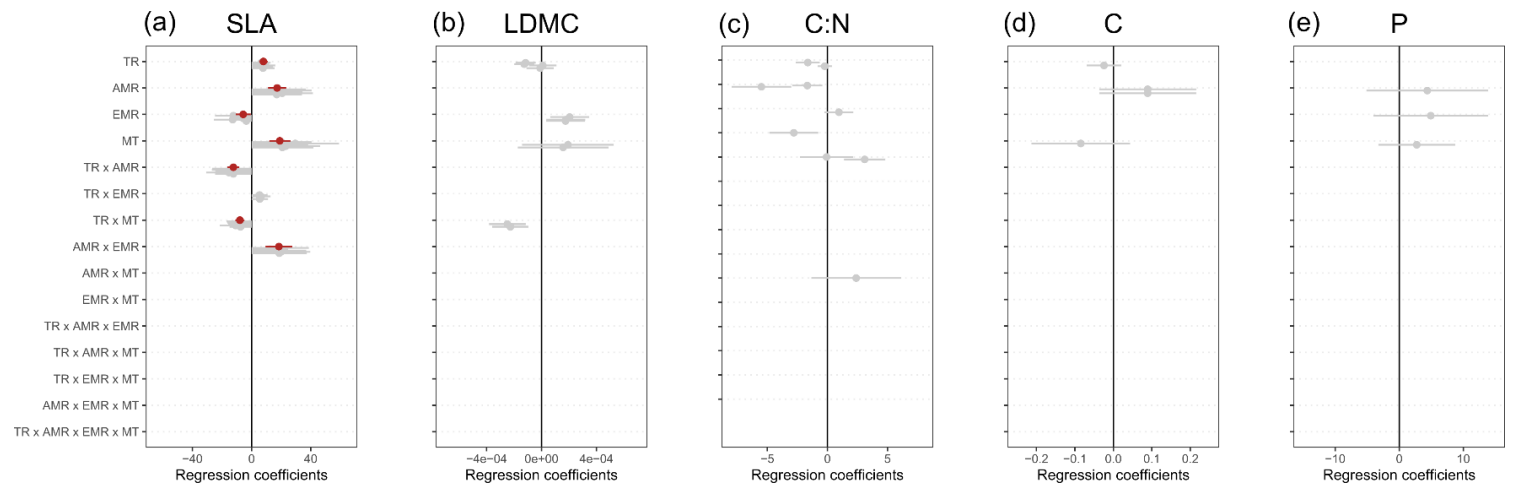 (a) SLA
(b) LDMC
(c) C:N
(d) C
(e) P
TR
AMR
EMR
MT
TR x AMR
TR x EMR
TR x MT
AMR x EMR
AMR x MT
EMR x MT
TR x AMR x EMR
TR x AMR x MT
TR x EMR x MT
AMR x EMR x MT
TR x AMR x EMR x MT
−40 0 40
−4e−04 0e+00 4e−04
−5 0 5
−0.2 −0.1 0.0 0.1 0.2
−10 0 10
Regression coefficients
Regression coefficients
Regression coefficients
Regression coefficients
Regression coefficients